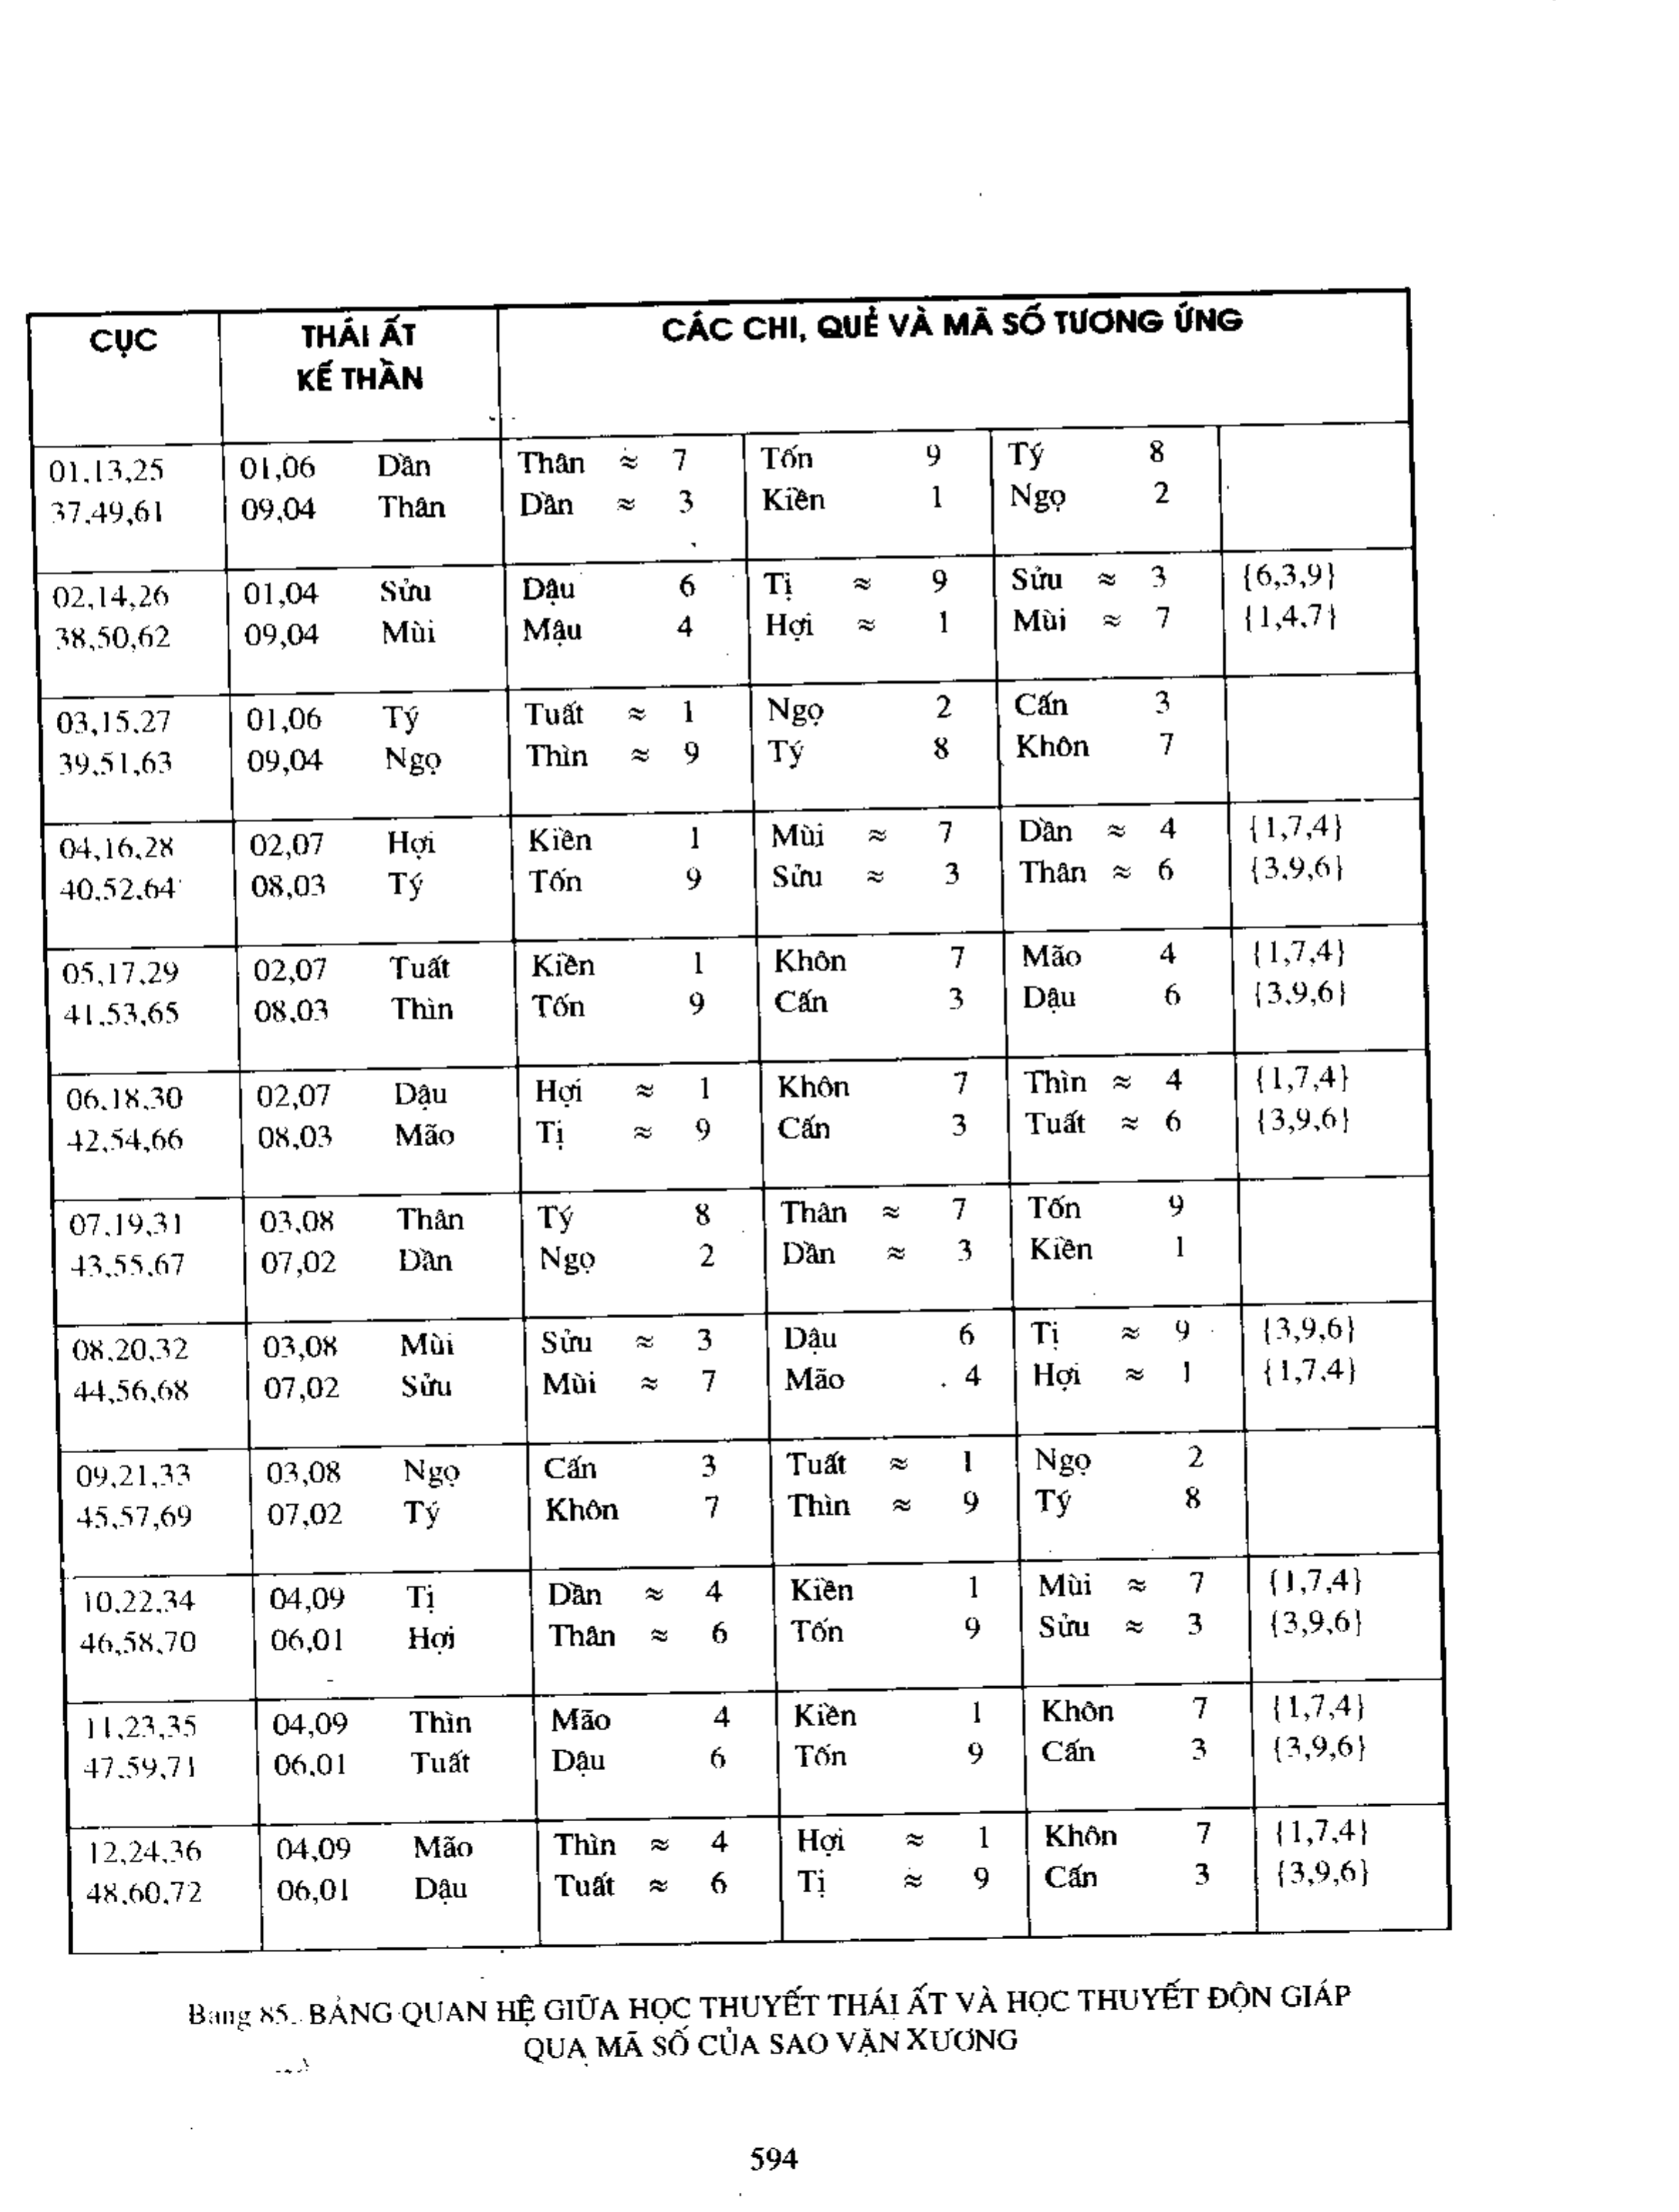 CỤC THÁI ẤT CÁC CHI, QUẺ VÀ MÃ SỐ TƯƠNG ỨNG
KẾ THẦN
01,13,25 01,06 Dần Thân ≈ 7 Tốn 9 Tý 8
37,49,61 09,04 Thân Dần ≈ 3 Kiền 1 Ngọ 2
02,14,26 01,04 Sửu Dậu 6 Tị ≈ 9 Sửu ≈ 3 {6,3,9}
38,50,62 09,04 Mùi Mậu 4 Hợi ≈ 1 Mùi ≈ 7 {1,4,7}
03,15,27 01,06 Tý Tuất ≈ 1 Ngọ 2 Cấn 3
39,51,63 09,04 Ngọ Thìn ≈ 9 Tý 8 Khôn 7
04,16,28 02,07 Hợi Kiền 1 Mùi ≈ 7 Dần ≈ 4 {1,7,4}
40,52,64 08,03 Tý Tốn 9 Sửu ≈ 3 Thân ≈ 6 {3,9,6}
05,17,29 02,07 Tuất Kiền 1 Khôn 7 Mão 4 {1,7,4}
41,53,65 08,03 Thìn Tốn 9 Cấn 3 Dậu 6 {3,9,6}
06,18,30 02,07 Dậu Hợi ≈ 1 Khôn 7 Thìn ≈ 4 {1,7,4}
42,54,66 08,03 Mão Tị ≈ 9 Cấn 3 Tuất ≈ 6 {3,9,6}
07,19,31 03,08 Thân Tý 8 Thân ≈ 7 Tốn 9
43,55,67 07,02 Dần Ngọ 2 Dần ≈ 3 Kiền 1
08,20,32 03,08 Mùi Sửu ≈ 3 Dậu 6 Tị ≈ 9 {3,9,6}
44,56,68 07,02 Sửu Mùi ≈ 7 Mão 4 Hợi ≈ 1 {1,7,4}
09,21,33 03,08 Ngọ Cấn 3 Tuất ≈ 1 Ngọ 2
45,57,69 07,02 Tý Khôn 7 Thìn ≈ 9 Tý 8
10,22,34 04,09 Tị Dần ≈ 4 Kiền 1 Mùi ≈ 7 {1,7,4}
46,58,70 06,01 Hợi Thân ≈ 6 Tốn 9 Sửu ≈ 3 {3,9,6}
11,23,35 04,09 Thìn Mão 4 Kiền 1 Khôn 7 {1,7,4}
47,59,71 06,01 Tuất Dậu 6 Tốn 9 Cấn 3 {3,9,6}
12,24,36 04,09 Mão Thìn ≈ 4 Hợi ≈ 1 Khôn 7 {1,7,4}
48,60,72 06,01 Dậu Tuất ≈ 6 Tị ≈ 9 Cấn 3 {3,9,6}
Bảng 85. BẢNG QUAN HỆ GIỮA HỌC THUYẾT THÁI ẤT VÀ HỌC THUYẾT ĐỘN GIÁP
QUA MÃ SỐ CỦA SAO VĂN XƯƠNG
594